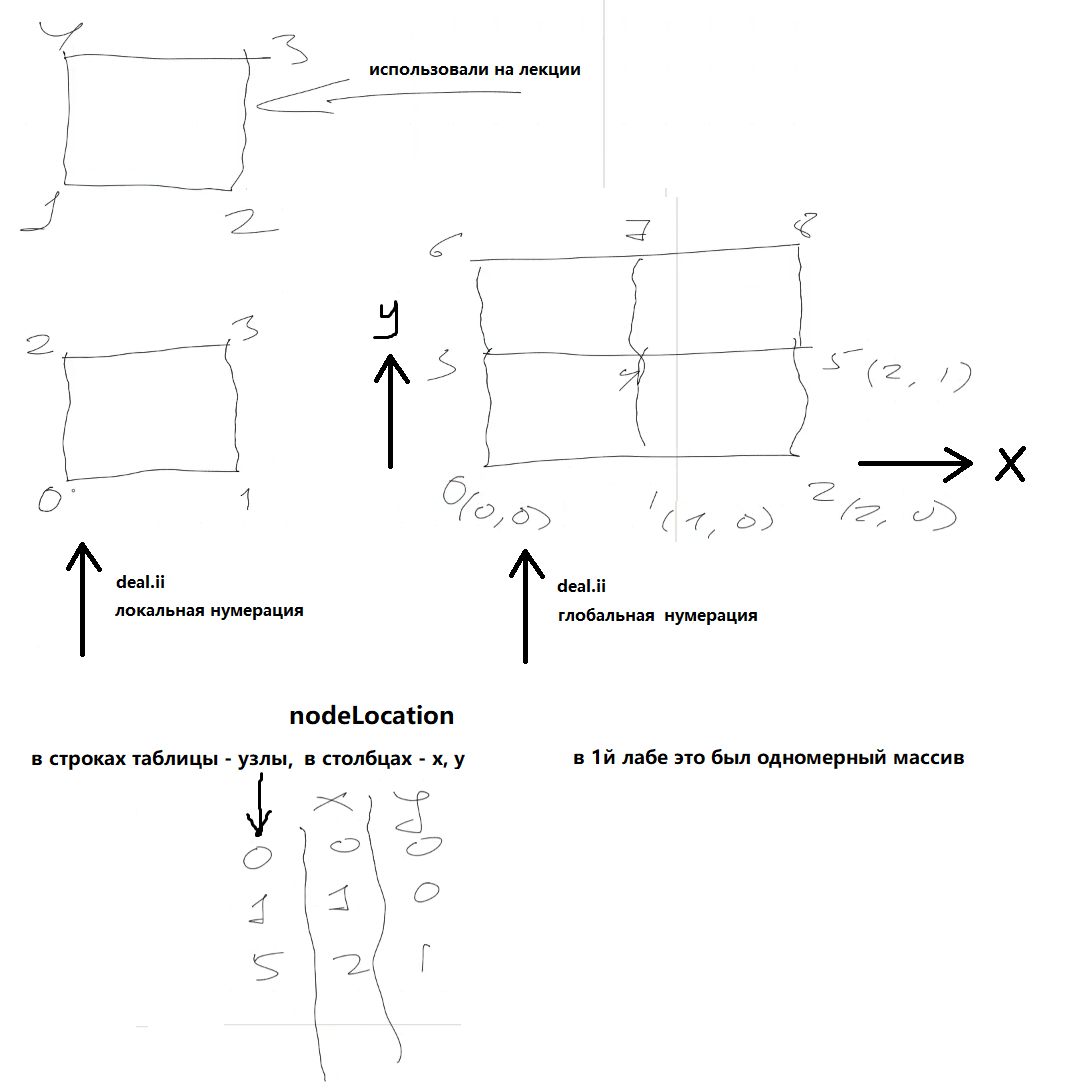 4 3
использовали на лекции
1 2
6 7 8
y
2 3
3 4 5 (2, 1)
x
0 1
0 (0, 0) 1 (1, 0) 2 (2, 0)
deal.ii
локальная нумерация
deal.ii
глобальная нумерация
nodeLocation
в строках таблицы - узлы, в столбцах - x, y
в 1й лабе это был одномерный массив
x y
0 0 0
1 1 0
5 2 1